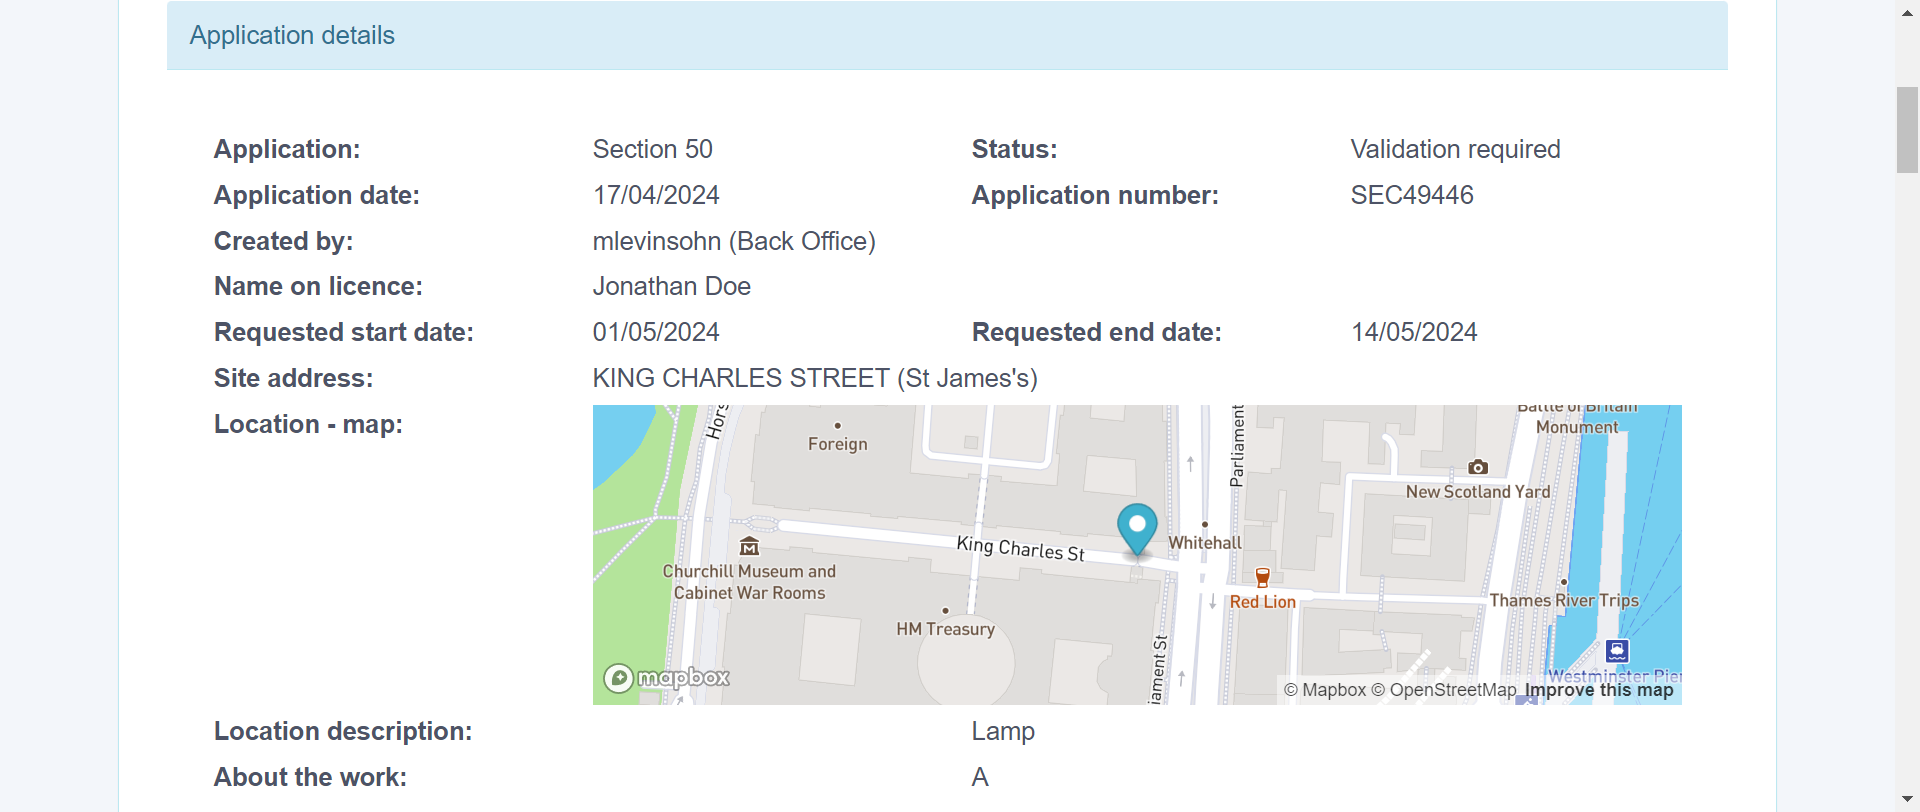 Application details
Application: Section 50 Status: Validation required
Application date: 17/04/2024 Application number: SEC49446
Created by: mlevinsohn (Back Office)
Name on licence: Jonathan Doe
Requested start date: 01/05/2024 Requested end date: 14/05/2024
Site address: KING CHARLES STREET (St James's)
Location - map:
Hors
Foreign
Parliament
Battle of Britain
Monument
New Scotland Yard
King Charles St
Whitehall
Churchill Museum and
Cabinet War Rooms
Red Lion
Thames River Trips
HM Treasury
liament St
Westminster Pier
mapbox
© Mapbox © OpenStreetMap Improve this map
Location description: Lamp
About the work: A